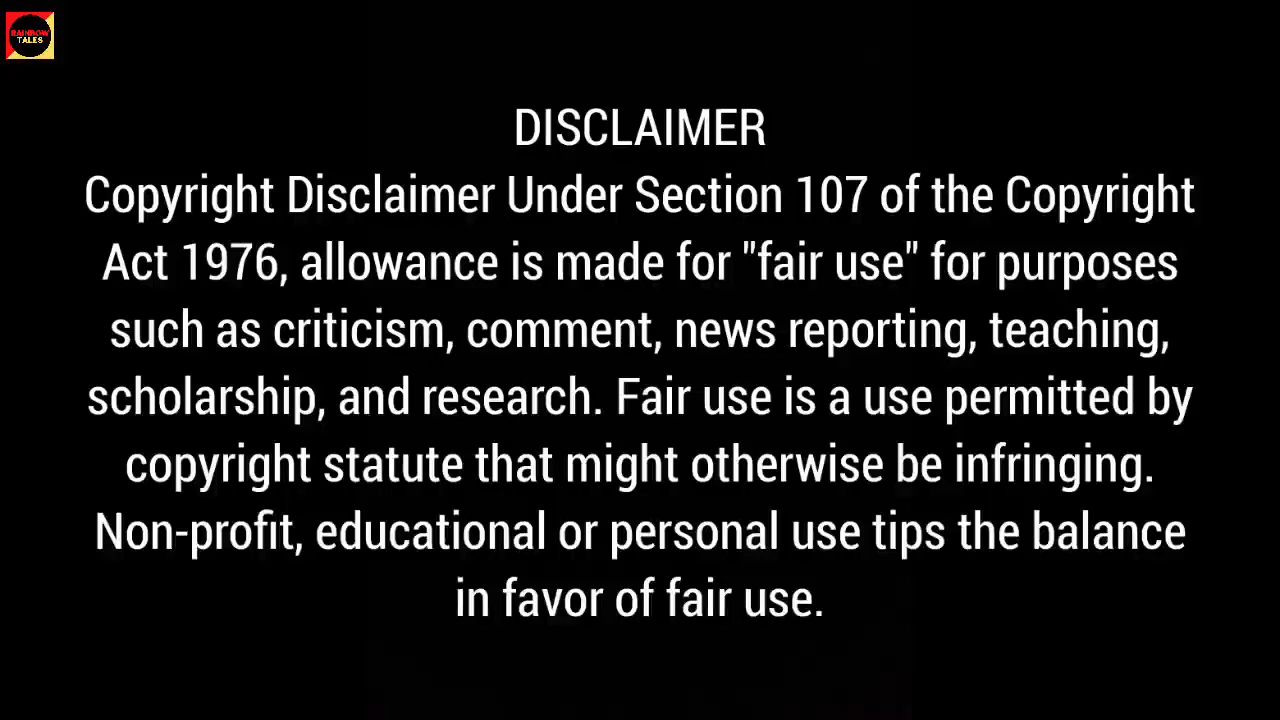 RAINBOW
TALES
DISCLAIMER
Copyright Disclaimer Under Section 107 of the Copyright
Act 1976, allowance is made for "fair use" for purposes
such as criticism, comment, news reporting, teaching,
scholarship, and research. Fair use is a use permitted by
copyright statute that might otherwise be infringing.
Non-profit, educational or personal use tips the balance
in favor of fair use.